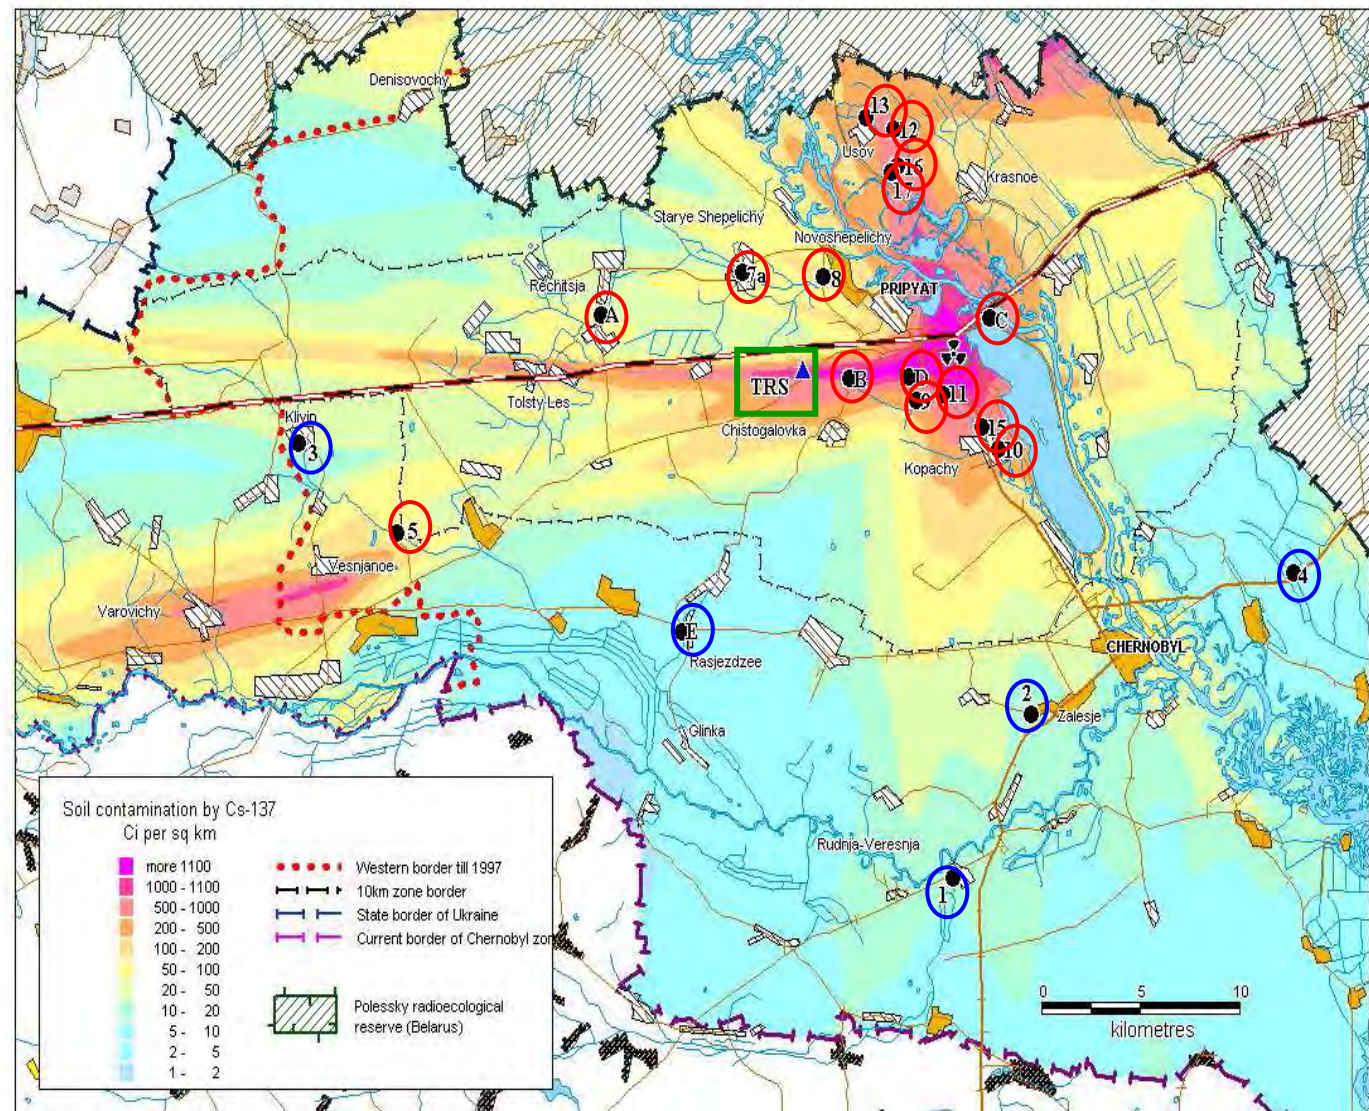 Denisovochy
13
12
Usov
16
17
Krasnoe
Starye Shepelichy
Novoshepelichy
7a
8
Rechitsja
PRIPYAT
A
C
TRS
B
D
11
9
Tolsty Les
Klivin
Chistogalovka
15
3
10
Kopachy
5
Vesnjanoe
4
Varovichy
E
CHERNOBYL
Rasjezdzee
2
Zalesje
Glinka
Rudnja-Veresnja
1
Soil contamination by Cs-137
Ci per sq km
more 1100
1000 - 1100
500 - 1000
200 - 500
100 - 200
50 - 100
20 - 50
10 - 20
5 - 10
2 - 5
1 - 2
Western border till 1997
10km zone border
State border of Ukraine
Current border of Chernobyl zon
Polessky radioecological
reserve (Belarus)
0 5 10
kilometres